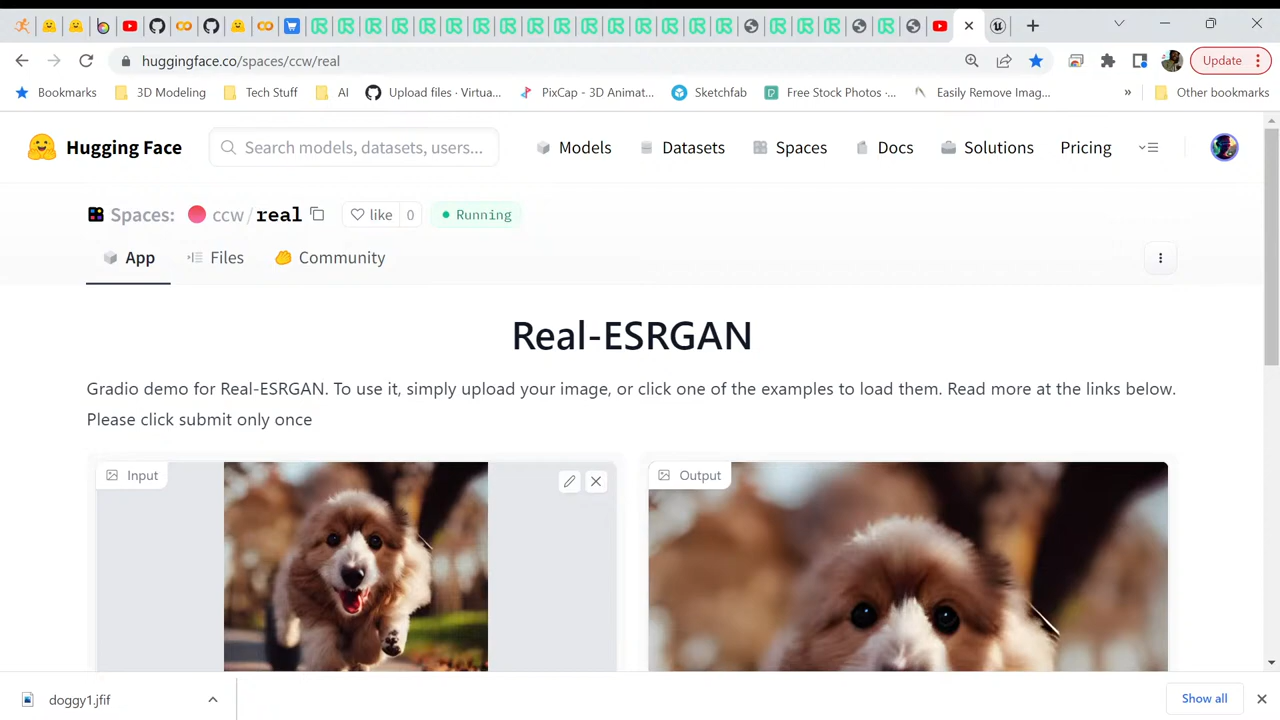 huggingface.co/spaces/ccw/real
Update
Bookmarks
3D Modeling
Tech Stuff
AI
Upload files · Virtua...
PixCap - 3D Animat...
Sketchfab
Free Stock Photos ·...
Easily Remove Imag...
»
Other bookmarks
Hugging Face
Search models, datasets, users...
Models
Datasets
Spaces
Docs
Solutions
Pricing
Spaces:
ccw/real
like
0
Running
App
Files
Community
Real-ESRGAN
Gradio demo for Real-ESRGAN. To use it, simply upload your image, or click one of the examples to load them. Read more at the links below.
Please click submit only once
Input
Output
doggy1.jfif
Show all